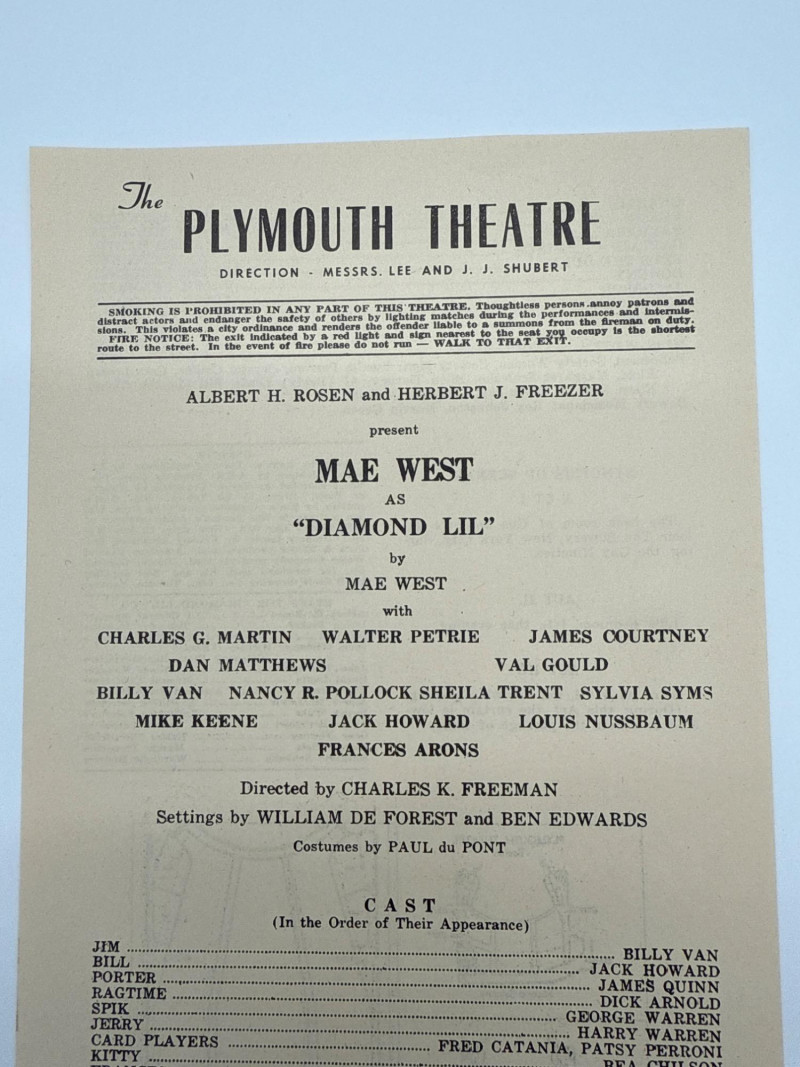 The
PLYMOUTH THEATRE
DIRECTION - MESSRS. LEE AND J. J. SHUBERT
SMOKING IS PROHIBITED IN ANY PART OF THIS THEATRE. Thoughtless persons annoy patrons and
distract actors and endanger the safety of others by lighting matches during the performances and intermis-
sions. This violates a city ordinance and renders the offender liable to a summons from the fireman on duty.
FIRE NOTICE: The exit indicated by a red light and sign nearest to the seat you occupy is the shortest
route to the street. In the event of fire please do not run — WALK TO THAT EXIT.
ALBERT H. ROSEN and HERBERT J. FREEZER
present
MAE WEST
AS
“DIAMOND LIL”
by
MAE WEST
with
CHARLES G. MARTIN WALTER PETRIE JAMES COURTNEY
DAN MATTHEWS VAL GOULD
BILLY VAN NANCY R. POLLOCK SHEILA TRENT SYLVIA SYMS
MIKE KEENE JACK HOWARD LOUIS NUSSBAUM
FRANCES ARONS
Directed by CHARLES K. FREEMAN
Settings by WILLIAM DE FOREST and BEN EDWARDS
Costumes by PAUL du PONT
CAST
(In the Order of Their Appearance)
JIM ........ BILLY VAN
BILL ........ JACK HOWARD
PORTER ........ JAMES QUINN
RAGTIME ........ DICK ARNOLD
SPIK ........ GEORGE WARREN
JERRY ........ HARRY WARREN
CARD PLAYERS ........ FRED CATANIA, PATSY PERRONI
KITTY ........ BEA CHILSON